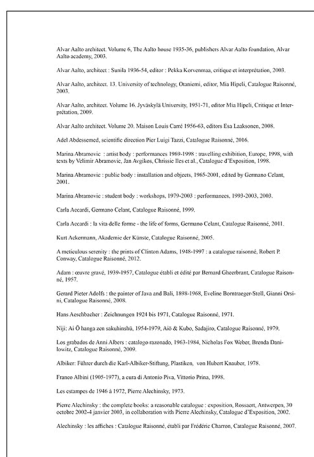 Alvar Aalto architect. Volume 6, The Aalto house 1935-36, publishers Alvar Aalto foundation, Alvar
Aalto academy, 2003.
Alvar Aalto, architect : Sunila 1936-54, editor : Pekka Korvenmaa, critique et interprétation, 2003.
Alvar Aalto, architect. 13. University of technology, Otaniemi, editor, Mia Hipeli, Catalogue Raisonné,
2003.
Alvar Aalto, architect. Volume 16. Jyväskylä University, 1951-71, editor Mia Hipeli, Critique et Inter-
prétation, 2009.
Alvar Aalto architect. Volume 20. Maison Louis Carré 1956-63, editors Esa Laaksonen, 2008.
Adel Abdessemed, scientific direction Pier Luigi Tazzi, Catalogue Raisonné, 2016.
Marina Abramovic : artist body : performances 1969-1998 : travelling exhibition, Europe, 1998, with
texts by Velimir Abramovic, Jan Avgikos, Chrissie Iles et al., Catalogue d'Exposition, 1998.
Marina Abramovic : public body : installation and objects, 1965-2001, edited by Germano Celant,
2001.
Marina Abramovic : student body : workshops, 1979-2003 : performances, 1993-2003, 2003.
Carla Accardi, Germano Celant, Catalogue Raisonné, 1999.
Carla Accardi : la vita delle forme - the life of forms, Germano Celant, Catalogue Raisonné, 2011.
Kurt Ackermann, Akademie der Künste, Catalogue Raisonné, 2005.
A meticulous serenity : the prints of Clinton Adams, 1948-1997 : a catalogue raisonné, Robert P.
Conway, Catalogue Raisonné, 2012.
Adam : œuvre gravé, 1939-1957, Catalogue établi et édité par Bernard Gheerbrant, Catalogue Raison-
né, 1957.
Gerard Pieter Adolfs : the painter of Java and Bali, 1898-1968, Eveline Borntraeger-Stoll, Gianni Orsi-
ni, Catalogue Raisonné, 2008.
Hans Aeschbacher : Zeichnungen 1924 bis 1971, Catalogue Raisonné, 1971.
Niji: Ai Ō hanga zen sakuhinshū, 1954-1979, Aiō & Kubo, Sadajiro, Catalogue Raisonné, 1979.
Los grabados de Anni Albers : catalogo razonado, 1963-1984, Nicholas Fox Weber, Brenda Dani-
lowitz, Catalogue Raisonné, 2009.
Albiker: Führer durch die Karl-Albiker-Stiftung, Plastiken, von Hubert Knauber, 1978.
Franco Albini (1905-1977), a cura di Antonio Piva, Vittorio Prina, 1998.
Les estampes de 1946 à 1972, Pierre Alechinsky, 1973.
Pierre Alechinsky : the complete books: a reasonable catalogue : exposition, Rossaert, Antwerpen, 30
octobre 2002-4 janvier 2003, in collaboration with Pierre Alechinsky, Catalogue d'Exposition, 2002.
Alechinsky : les affiches : Catalogue Raisonné, établi par Frédéric Charron, Catalogue Raisonné, 2007.